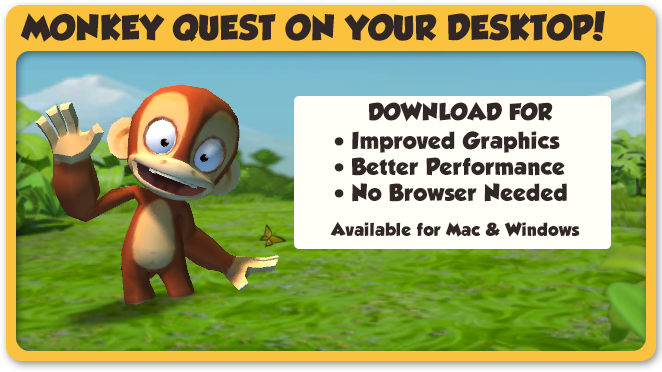 MONKEY QUEST ON YOUR DESKTOP!
DOWNLOAD FOR
• Improved Graphics
• Better Performance
• No Browser Needed
Available for Mac & Windows